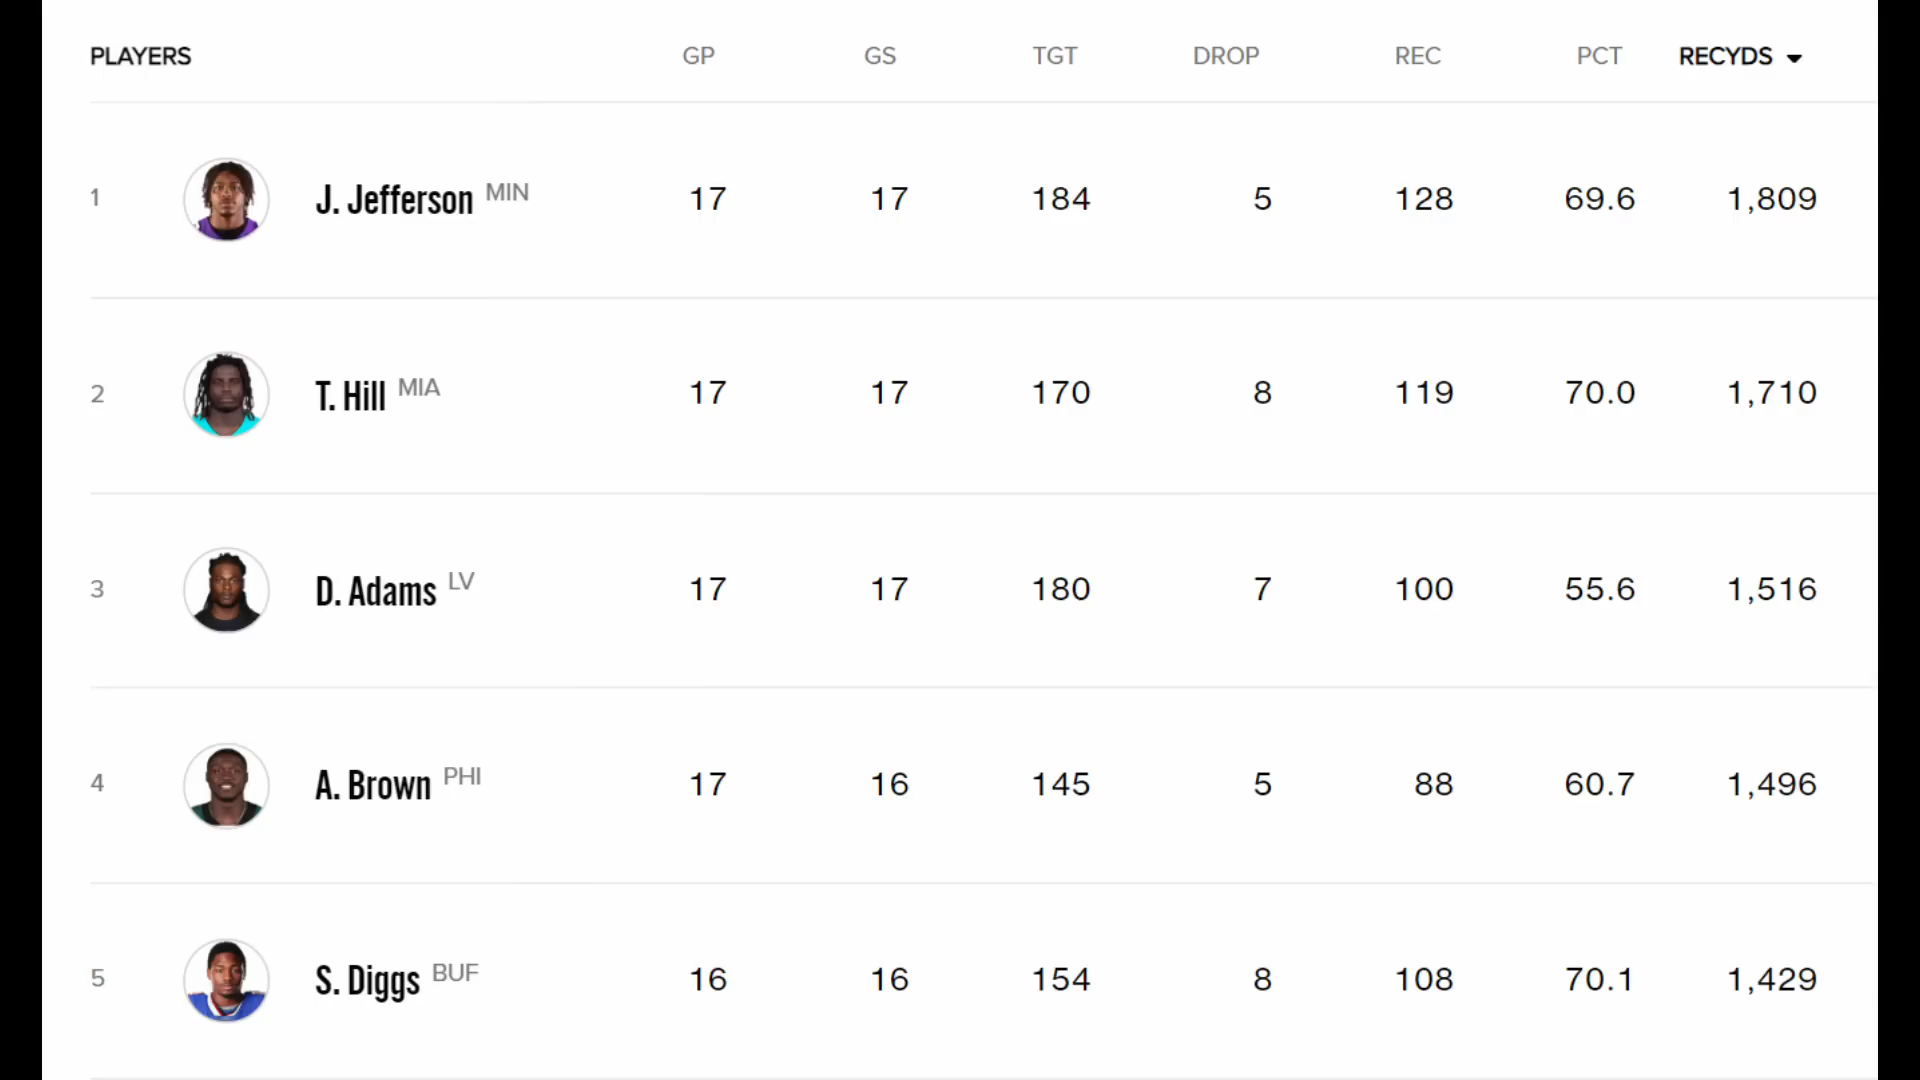 PLAYERS GP GS TGT DROP REC PCT RECYDS
1 J. Jefferson MIN 17 17 184 5 128 69.6 1,809
2 T. Hill MIA 17 17 170 8 119 70.0 1,710
3 D. Adams LV 17 17 180 7 100 55.6 1,516
4 A. Brown PHI 17 16 145 5 88 60.7 1,496
5 S. Diggs BUF 16 16 154 8 108 70.1 1,429